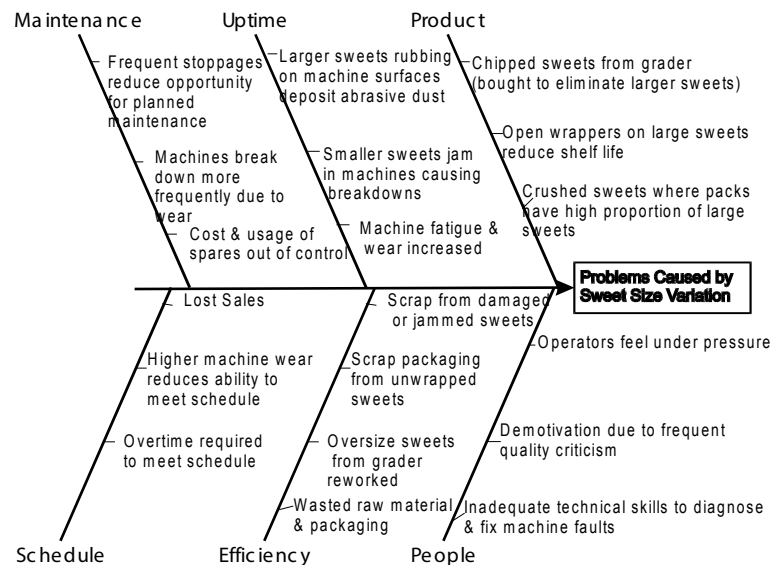 Maintenance
Uptime
Product
Frequent stoppages
reduce opportunity
for planned
maintenance
Machines break
down more
frequently due to
wear
Cost & usage of
spares out of control
Larger sweets rubbing
on machine surfaces
deposit abrasive dust
Smaller sweets jam
in machines causing
breakdowns
Machine fatigue &
wear increased
Chipped sweets from grader
(bought to eliminate larger sweets)
Open wrappers on large sweets
reduce shelf life
Crushed sweets where packs
have high proportion of large
sweets
Problems Caused by
Sweet Size Variation
Lost Sales
Higher machine wear
reduces ability to
meet schedule
Overtime required
to meet schedule
Scrap from damaged
or jammed sweets
Scrap packaging
from unwrapped
sweets
Oversize sweets
from grader
reworked
Wasted raw material
& packaging
Operators feel under pressure
Demotivation due to frequent
quality criticism
Inadequate technical skills to diagnose
& fix machine faults
Schedule
Efficiency
People